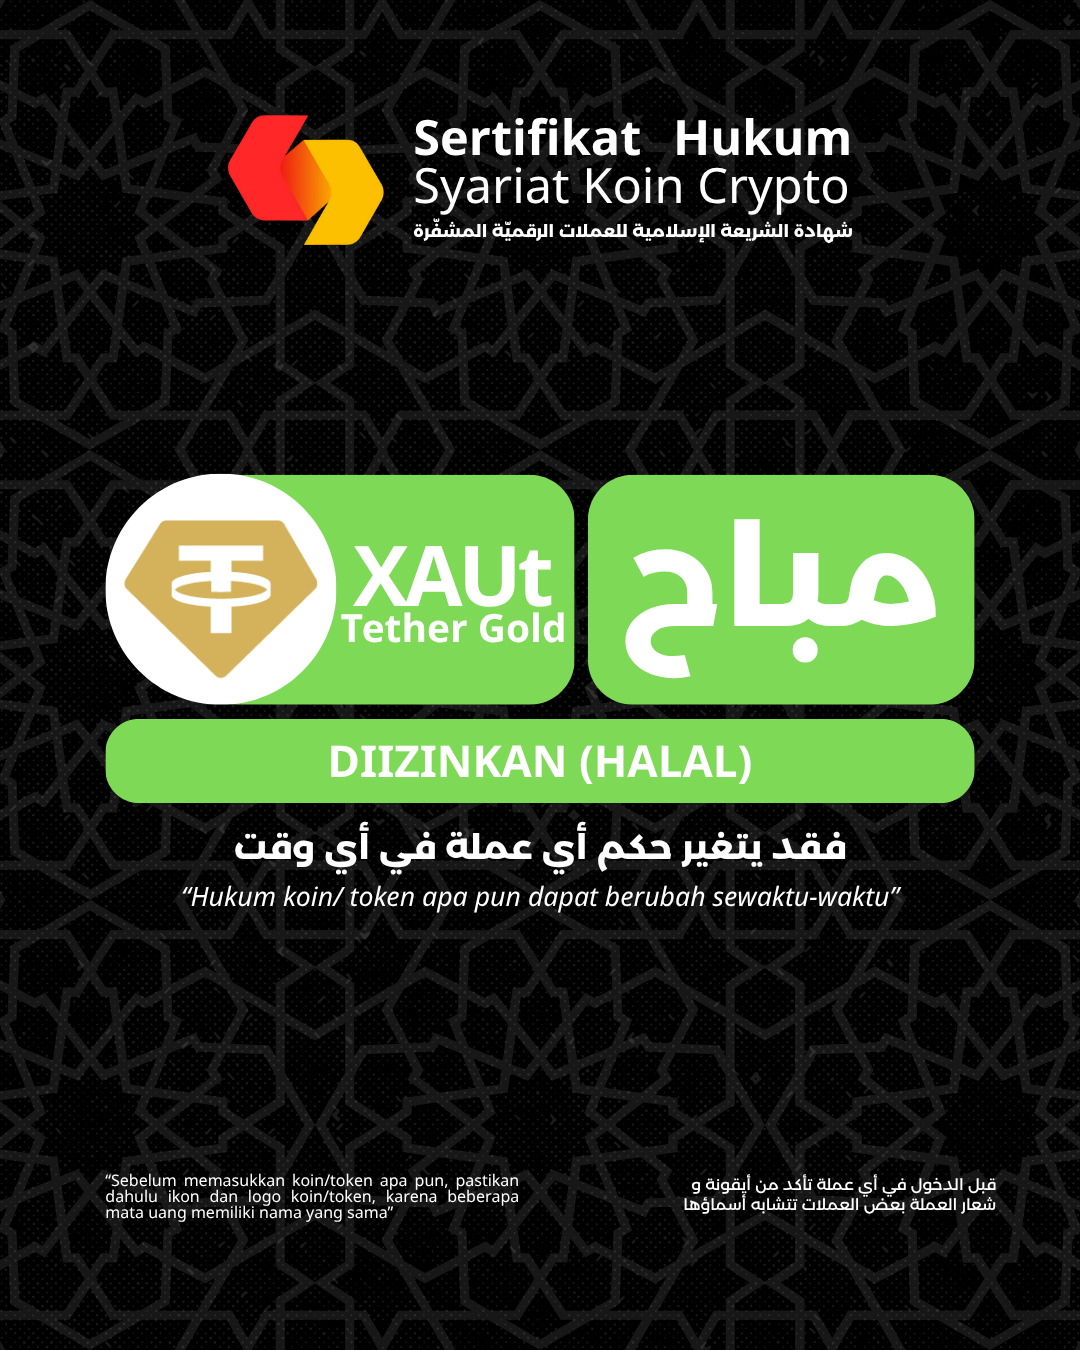 Sertifikat Hukum
Syariat Koin Crypto
شهادة الشريعة الإسلامية للعملات الرقميّة المشفّرة
XAUt
Tether Gold
مباح
DIIZINKAN (HALAL)
فقد يتغير حكم أي عملة في أي وقت
“Hukum koin/ token apa pun dapat berubah sewaktu-waktu”
“Sebelum memasukkan koin/token apa pun, pastikan
dahulu ikon dan logo koin/token, karena beberapa
mata uang memiliki nama yang sama”
قبل الدخول في أي عملة تأكد من أيقونة و
شعار العملة بعض العملات تتشابه أسماؤها